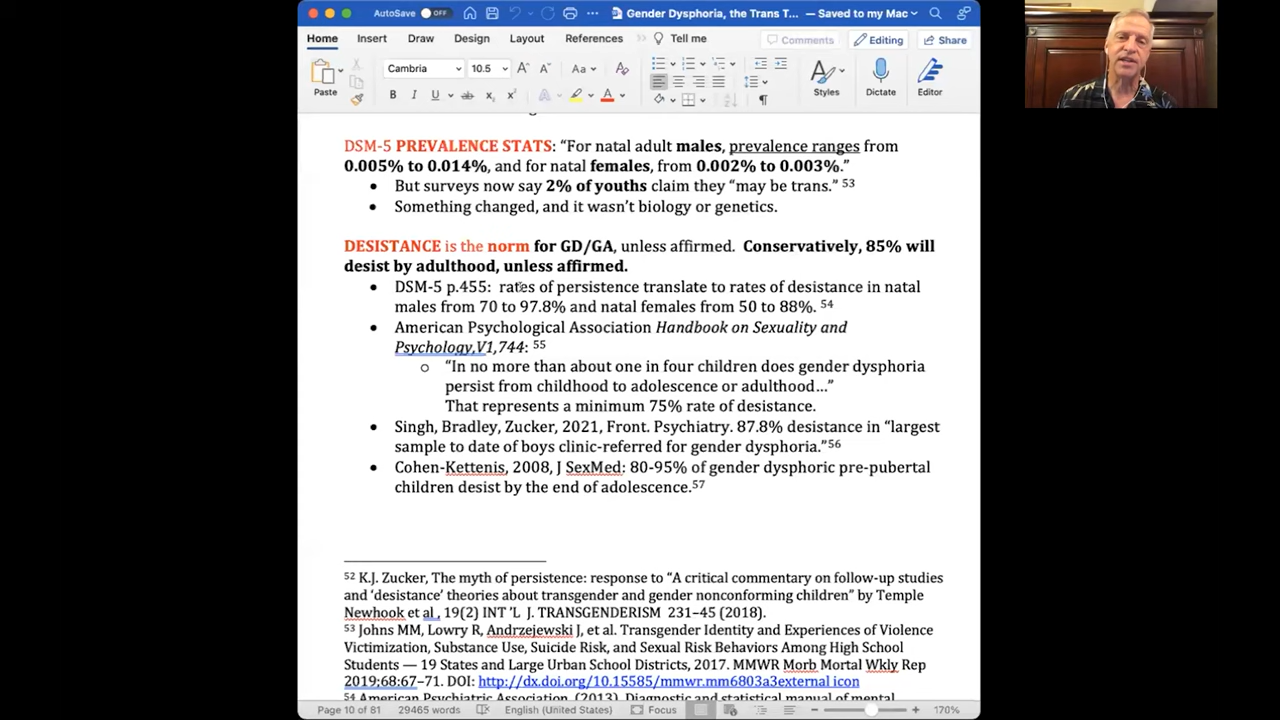 AutoSave OFF Gender Dysphoria, the Trans T... — Saved to my Mac
Home Insert Draw Design Layout References Tell me Comments Editing Share
Paste Cambria 10.5 Aa Styles Dictate Editor
B I U ab x₂ x²
DSM-5 PREVALENCE STATS: “For natal adult males, prevalence ranges from
0.005% to 0.014%, and for natal females, from 0.002% to 0.003%.”
• But surveys now say 2% of youths claim they “may be trans.” 53
• Something changed, and it wasn’t biology or genetics.
DESISTANCE is the norm for GD/GA, unless affirmed. Conservatively, 85% will
desist by adulthood, unless affirmed.
• DSM-5 p.455: rates of persistence translate to rates of desistance in natal
males from 70 to 97.8% and natal females from 50 to 88%. 54
• American Psychological Association Handbook on Sexuality and
Psychology,V1,744: 55
o “In no more than about one in four children does gender dysphoria
persist from childhood to adolescence or adulthood…”
That represents a minimum 75% rate of desistance.
• Singh, Bradley, Zucker, 2021, Front. Psychiatry. 87.8% desistance in “largest
sample to date of boys clinic-referred for gender dysphoria.”56
• Cohen-Kettenis, 2008, J SexMed: 80-95% of gender dysphoric pre-pubertal
children desist by the end of adolescence.57
52 K.J. Zucker, The myth of persistence: response to “A critical commentary on follow-up studies
and ‘desistance’ theories about transgender and gender nonconforming children” by Temple
Newhook et al , 19(2) INT ’L J. TRANSGENDERISM 231–45 (2018).
53 Johns MM, Lowry R, Andrzejewski J, et al. Transgender Identity and Experiences of Violence
Victimization, Substance Use, Suicide Risk, and Sexual Risk Behaviors Among High School
Students — 19 States and Large Urban School Districts, 2017. MMWR Morb Mortal Wkly Rep
2019;68:67–71. DOI: http://dx.doi.org/10.15585/mmwr.mm6803a3external icon
54 American Psychiatric Association. (2013). Diagnostic and statistical manual of mental
Page 10 of 81 29465 words English (United States) Focus 170%